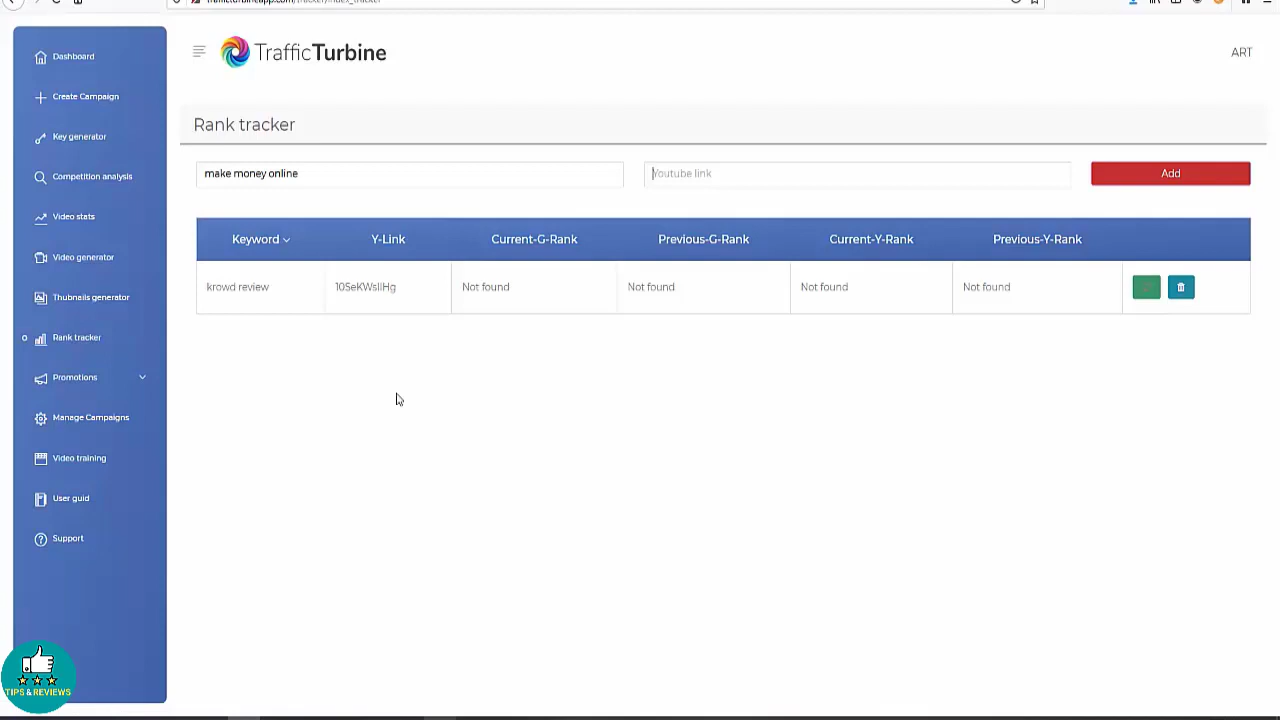 Dashboard
Create Campaign
Key generator
Competition analysis
Video stats
Video generator
Thubnails generator
Rank tracker
Promotions
Manage Campaigns
Video training
User guid
Support
TIPS & REVIEWS
TrafficTurbine
ART
Rank tracker
make money online
Youtube link
Add
Keyword
Y-Link
Current-G-Rank
Previous-G-Rank
Current-Y-Rank
Previous-Y-Rank
krowd review
Not found
Not found
Not found
Not found